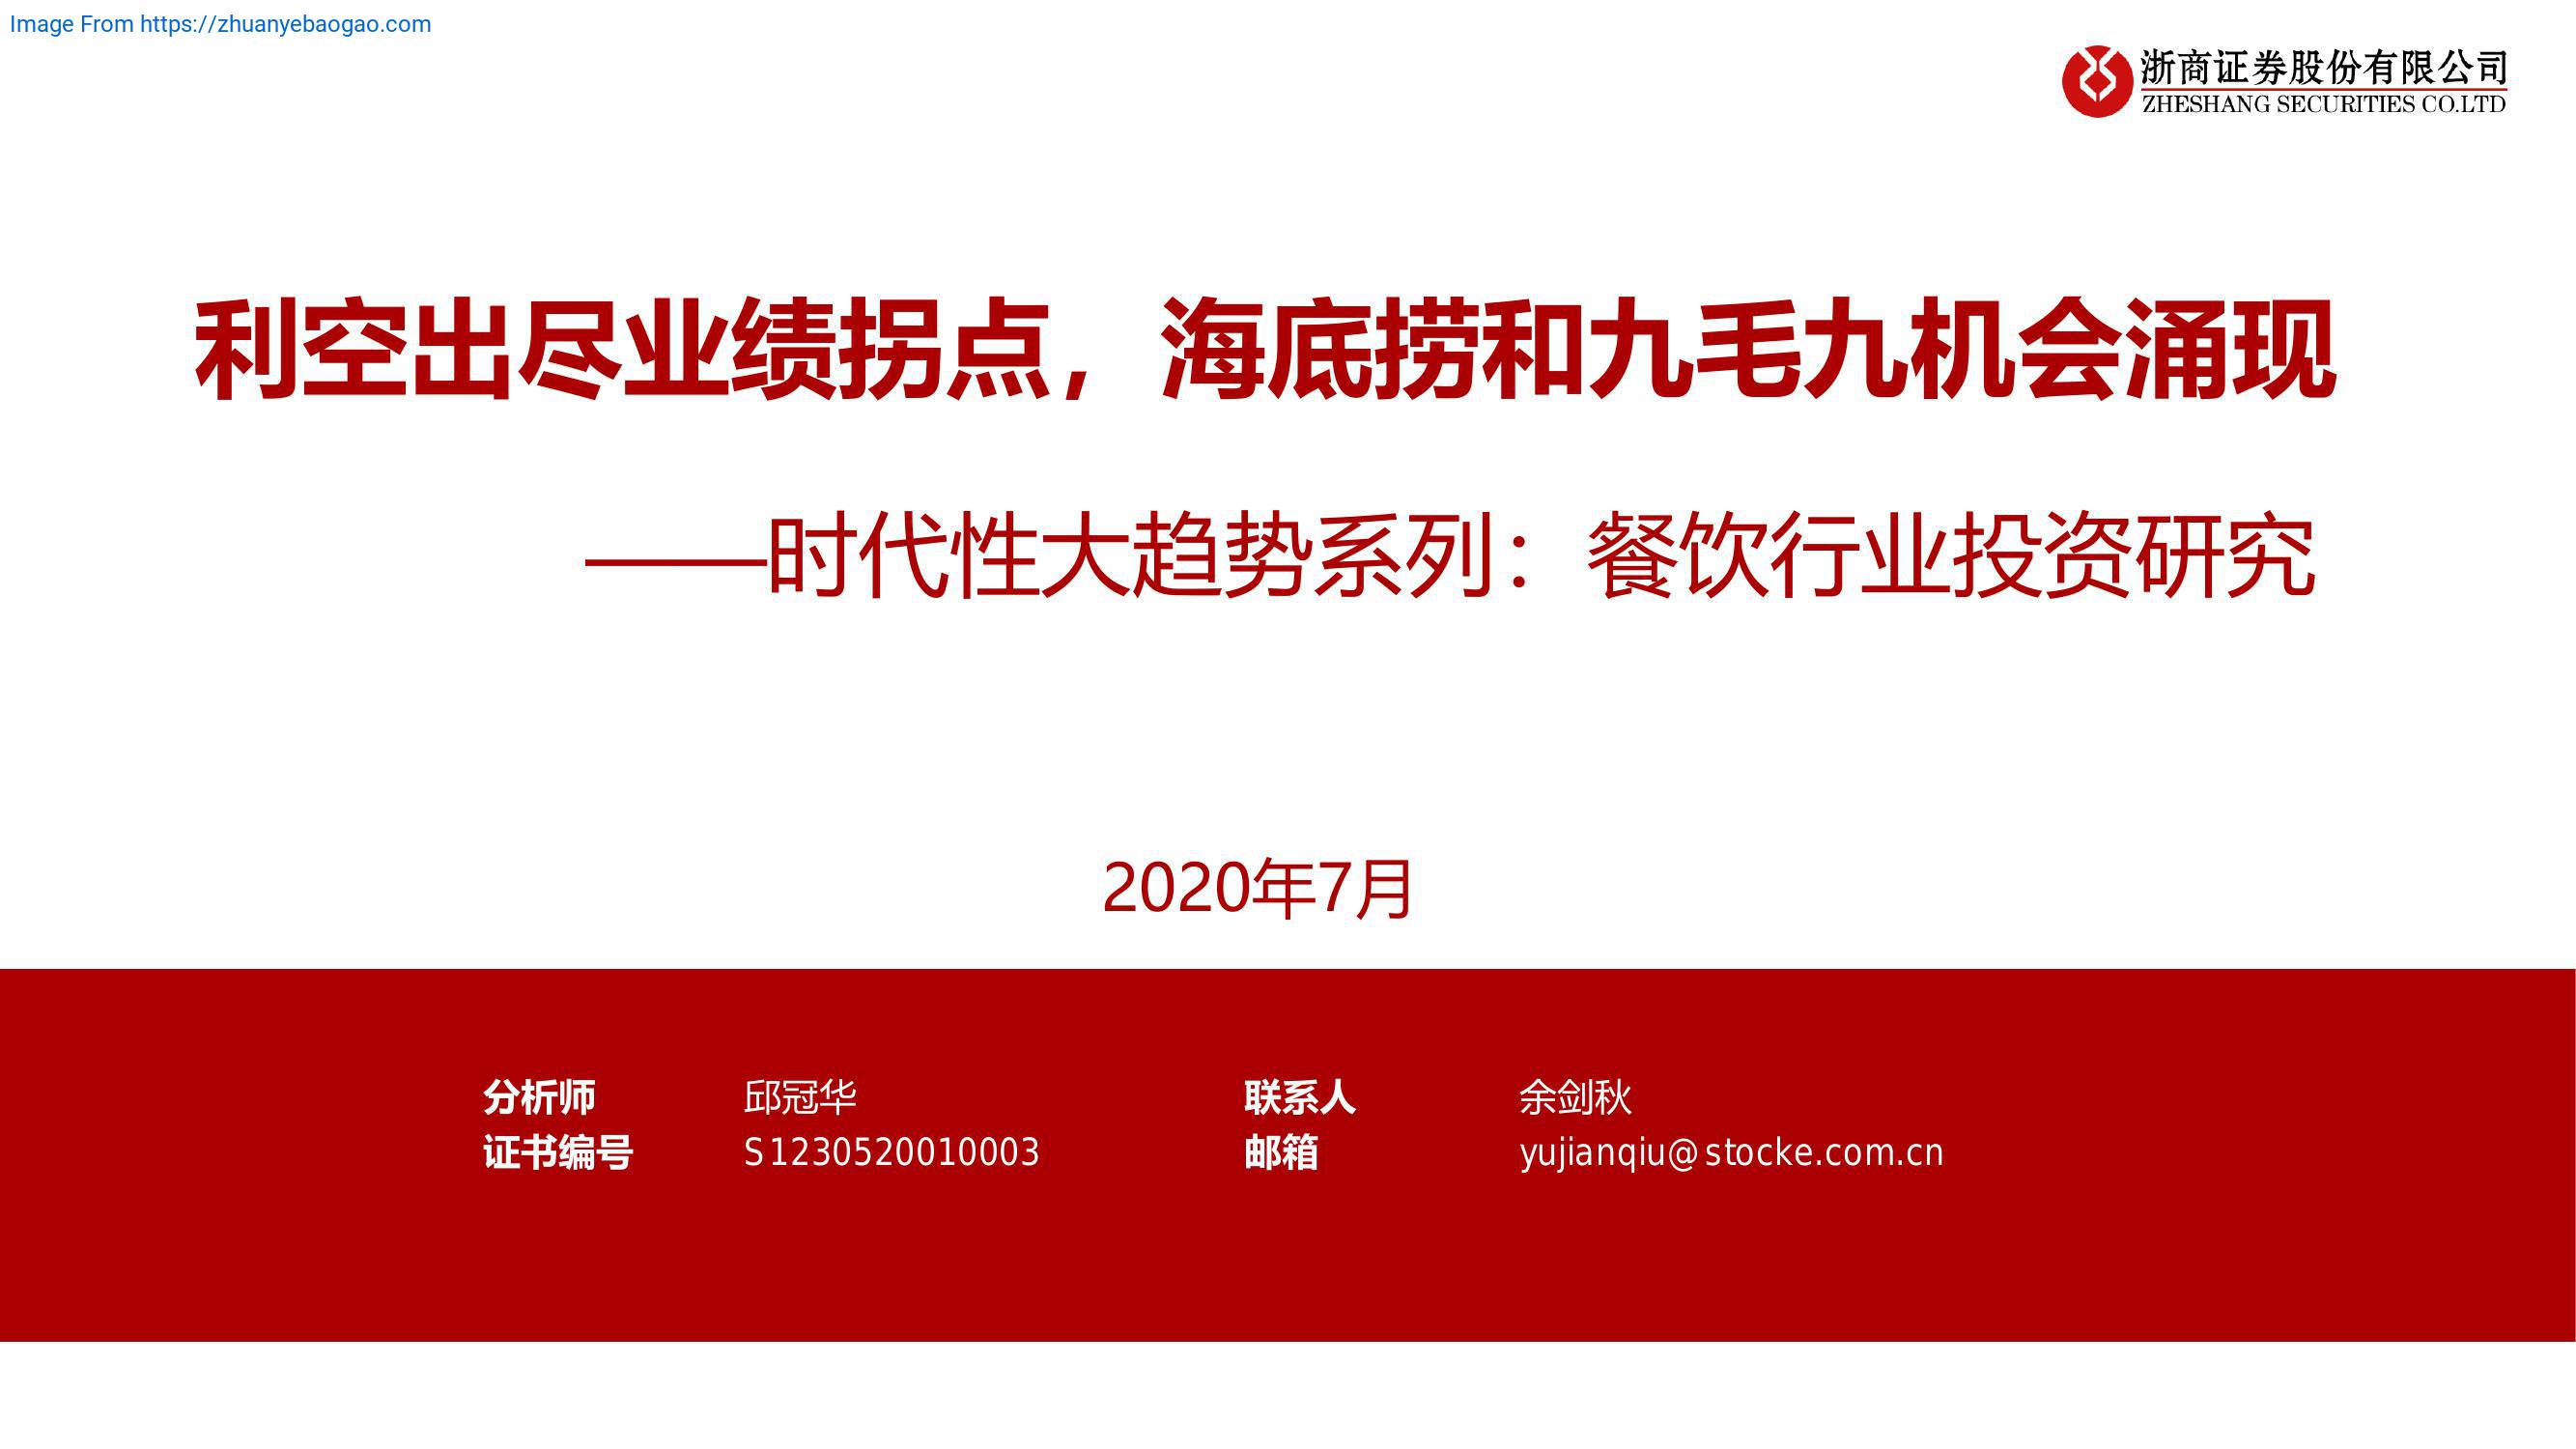 Image From https://zhuanyebaogao.com
浙商证券股份有限公司
ZHESHANG SECURITIES CO.LTD
利空出尽业绩拐点，海底捞和九毛九机会涌现
——时代性大趋势系列：餐饮行业投资研究
2020年7月
分析师 邱冠华 联系人 余剑秋
证书编号 S1230520010003 邮箱 yujianqiu@stocke.com.cn